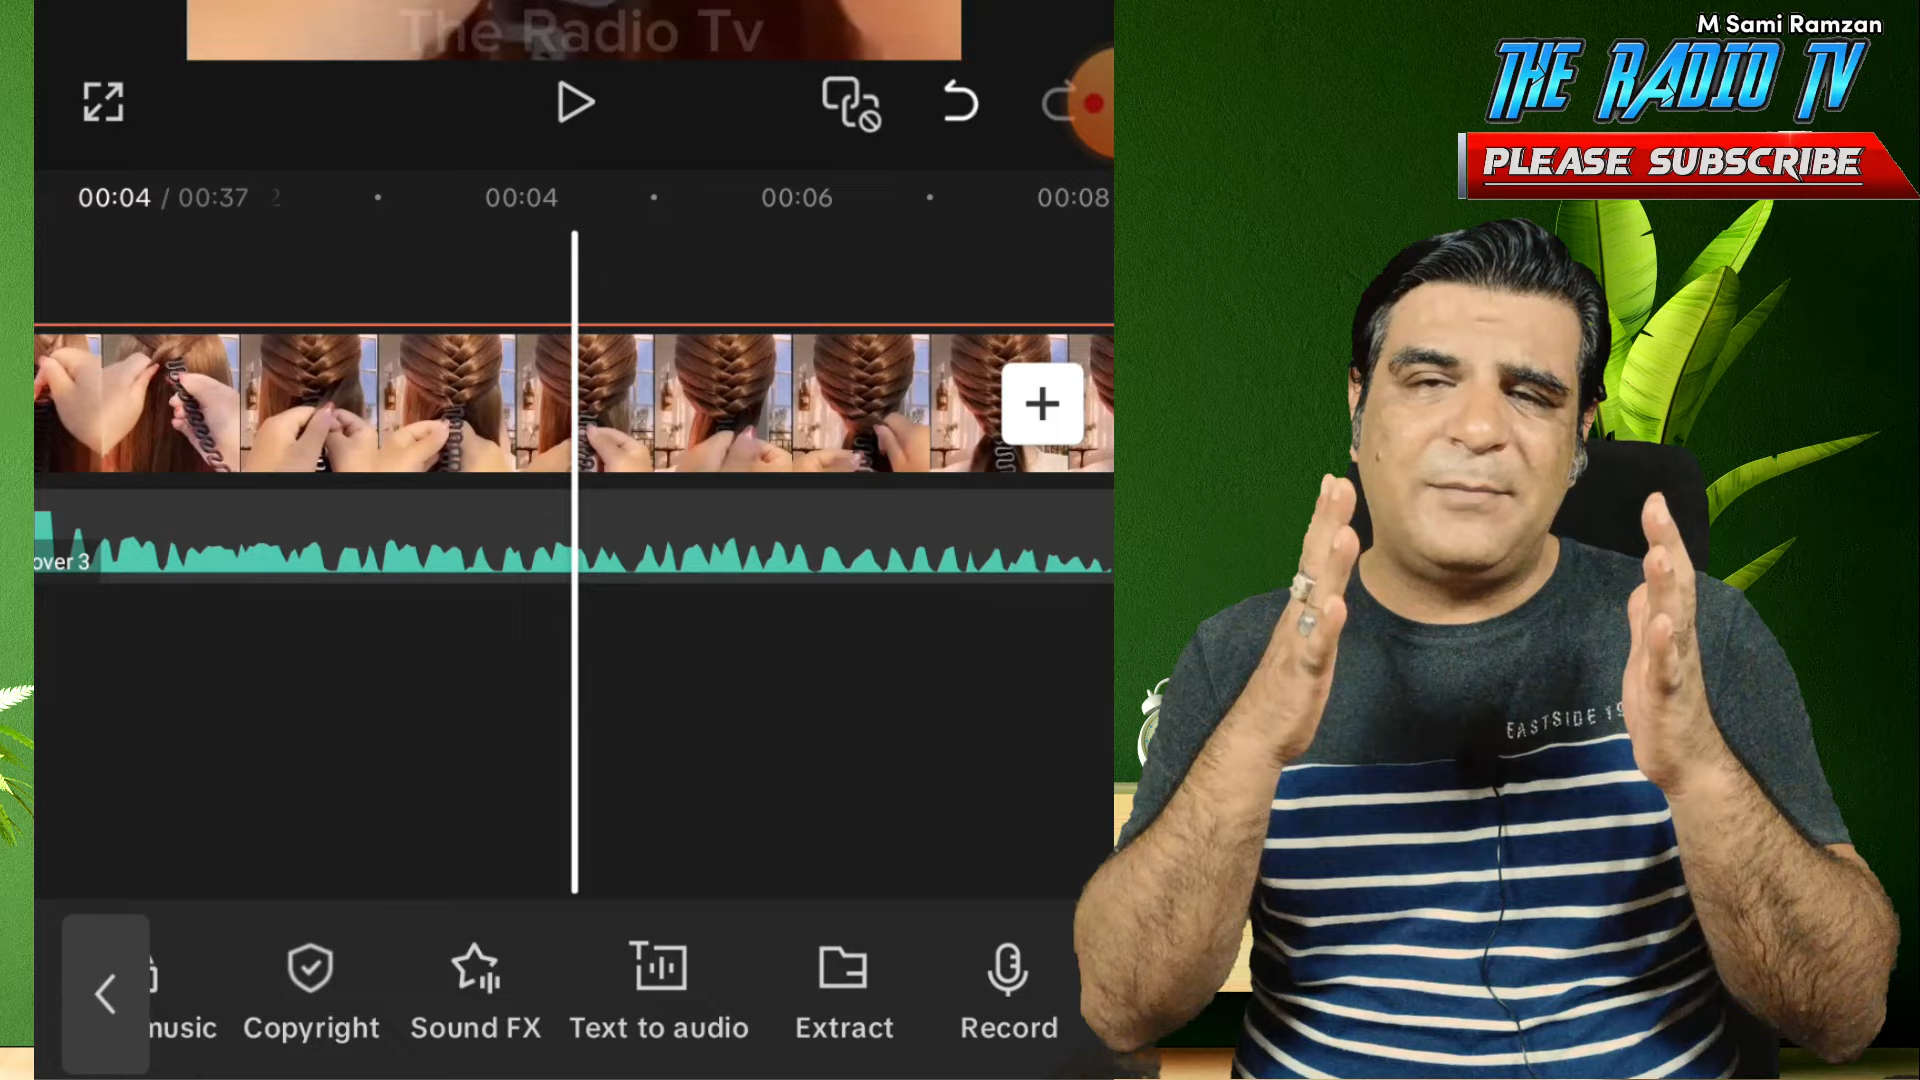 The Radio Tv
00:04 / 00:37
00:04
00:06
00:08
over 3
music
Copyright
Sound FX
Text to audio
Extract
Record
M Sami Ramzan
THE RADIO TV
PLEASE SUBSCRIBE
EASTSIDE